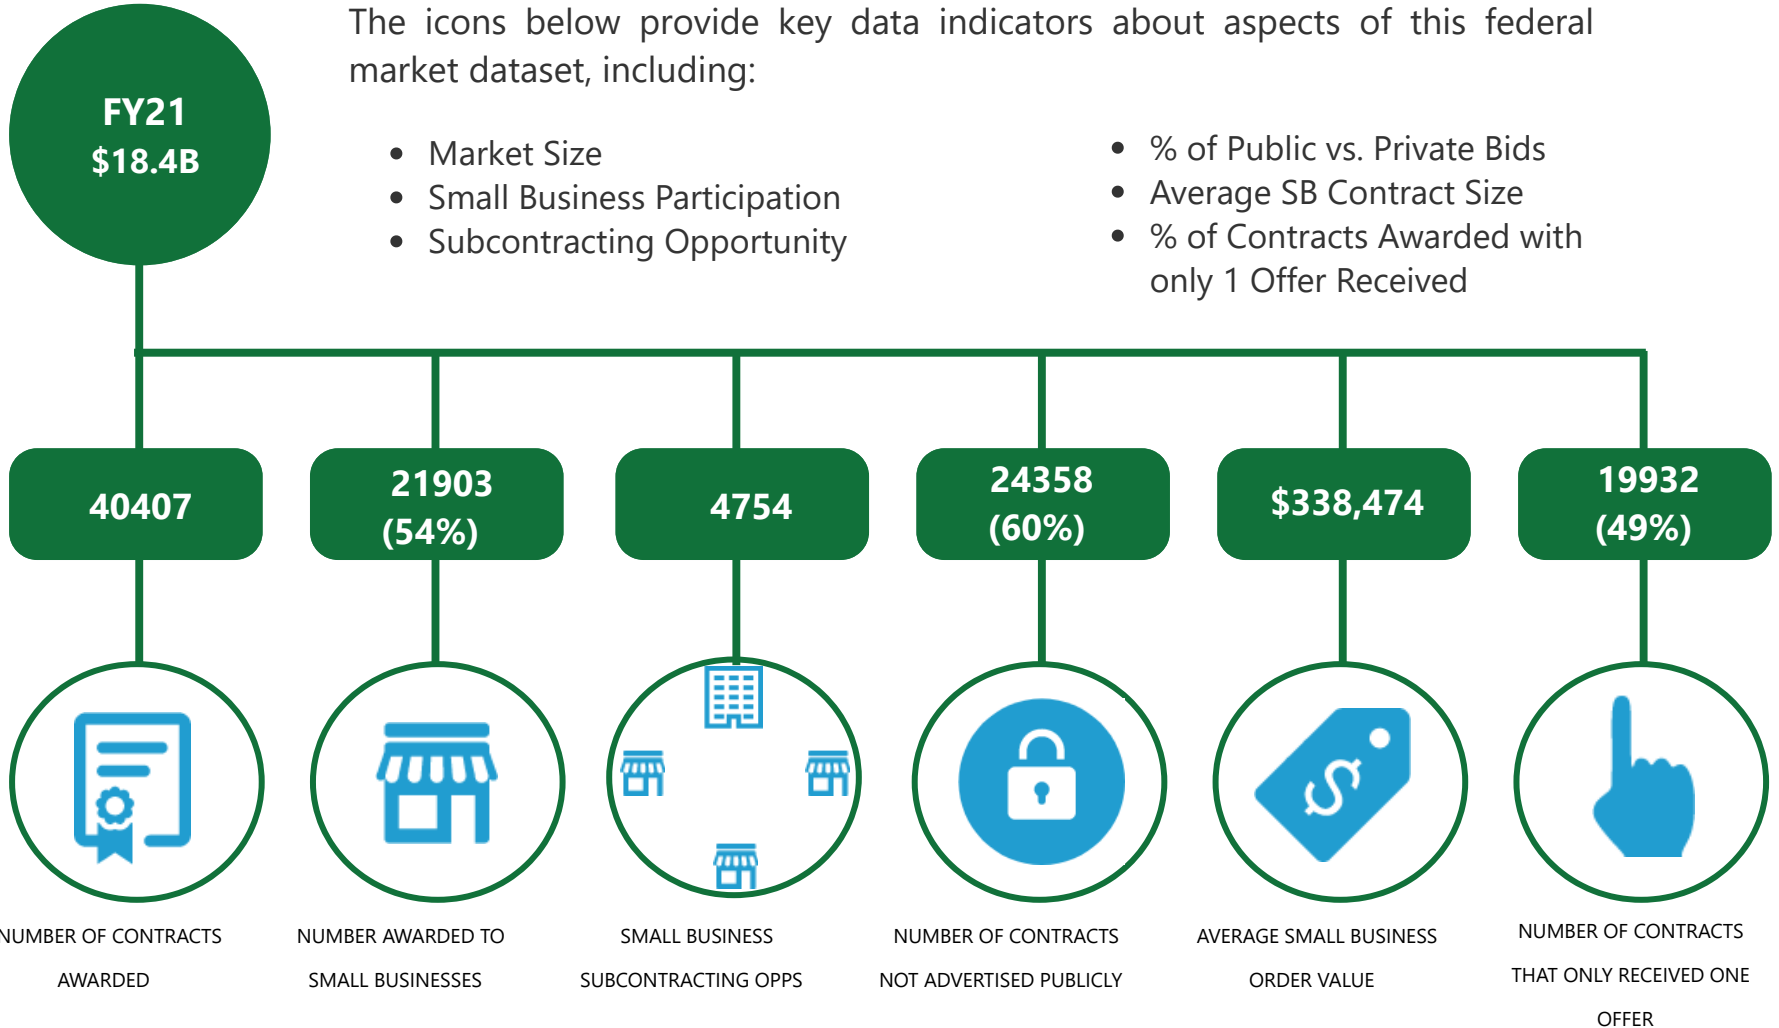 The icons below provide key data indicators about aspects of this federal
market dataset, including:
FY21
$18.4B
• Market Size
• Small Business Participation
• Subcontracting Opportunity
• % of Public vs. Private Bids
• Average SB Contract Size
• % of Contracts Awarded with
only 1 Offer Received
40407
21903
(54%)
4754
24358
(60%)
$338,474
19932
(49%)
$
NUMBER OF CONTRACTS
AWARDED
NUMBER AWARDED TO
SMALL BUSINESSES
SMALL BUSINESS
SUBCONTRACTING OPPS
NUMBER OF CONTRACTS
NOT ADVERTISED PUBLICLY
AVERAGE SMALL BUSINESS
ORDER VALUE
NUMBER OF CONTRACTS
THAT ONLY RECEIVED ONE
OFFER